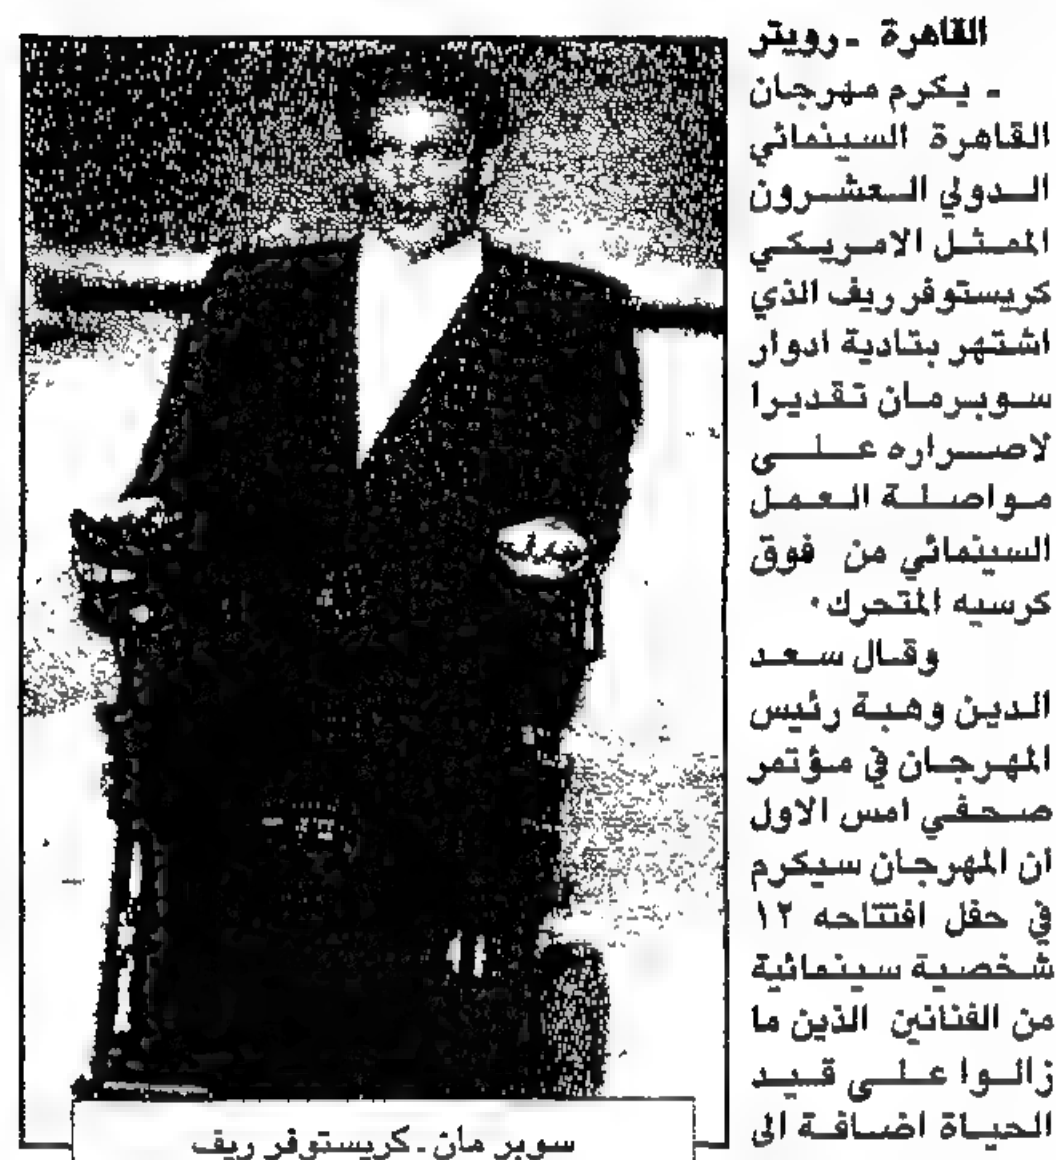 القاهرة - رويتر
- يكرم مهرجان
القاهرة السينمائي
الدولي العشرون
الممثل الامريكي
كريستوفر ريف الذي
اشتهر بتادية ادوار
سوبرمان تقديرا
لاصراره على
مواصلة العمل
السينمائي من فوق
كرسيه المتحرك.
وقال سعد
الدين وهبة رئيس
المهرجان في مؤتمر
صحفي امس الاول
ان المهرجان سيكرم
في حفل افتتاحه ١٢
شخصية سينمائية
من الفنانين الذين ما
زالوا على قيد
الحياة اضافة الى
سوبر مان - كريستوفر ريف